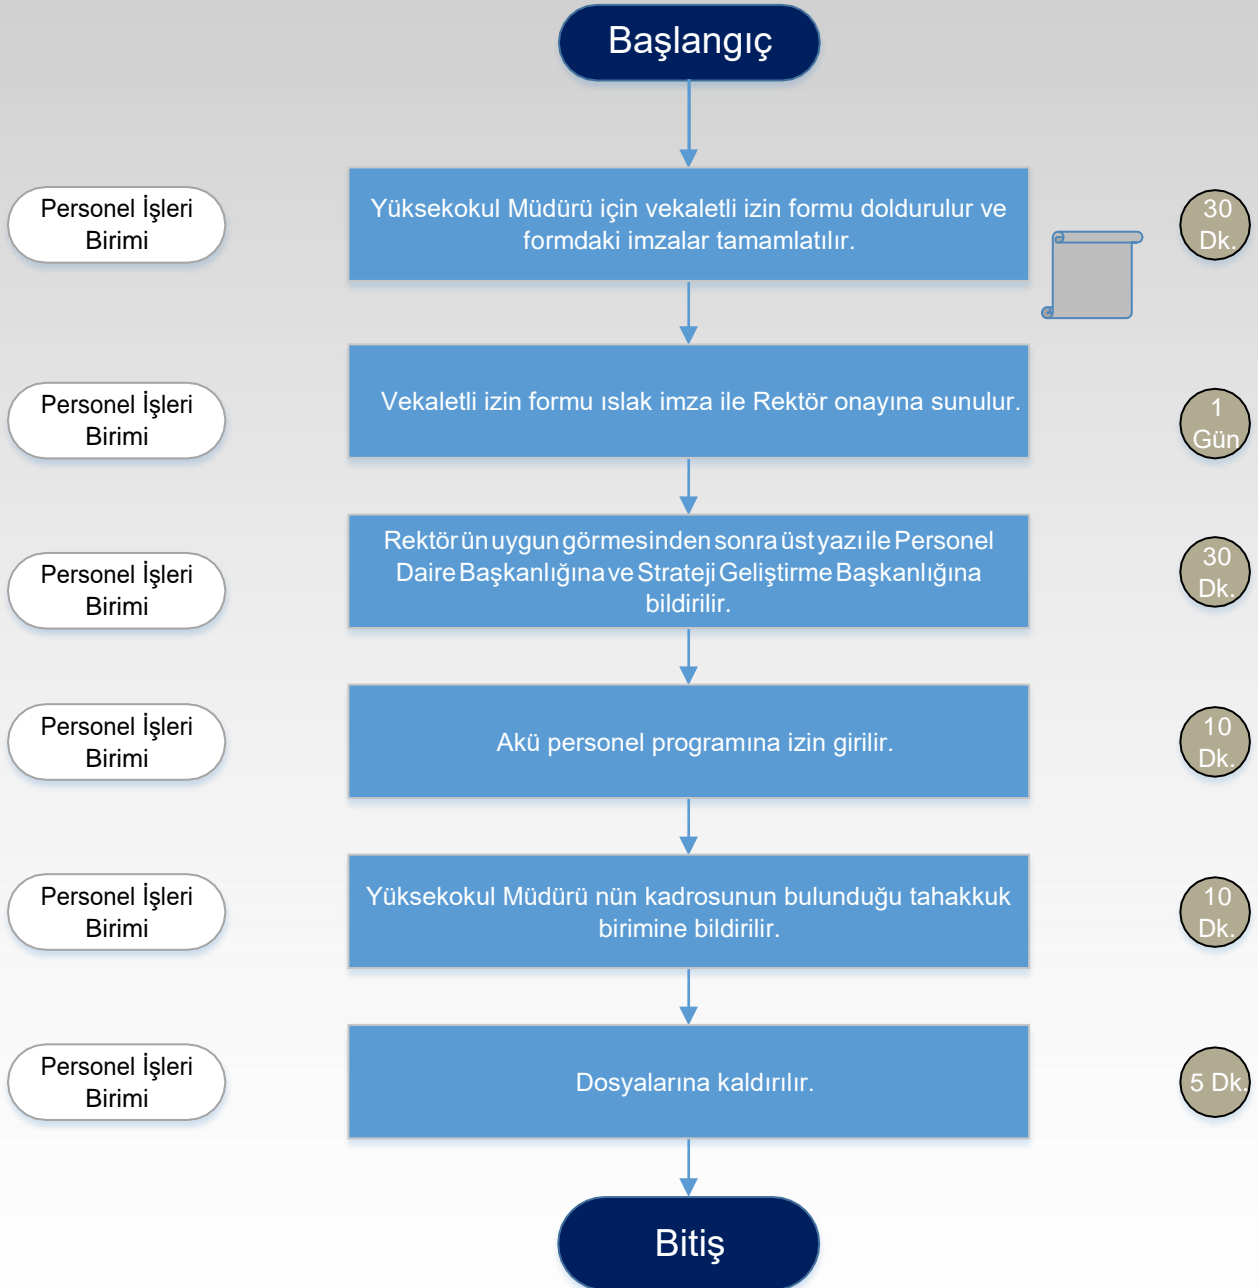 Başlangıç
Personel İşleri
Birimi
Yüksekokul Müdürü için vekaletli izin formu doldurulur ve
formdaki imzalar tamamlatılır.
30
Dk.
Personel İşleri
Birimi
Vekaletli izin formu ıslak imza ile Rektör onayına sunulur.
1
Gün
Personel İşleri
Birimi
Rektör ün uygun görmesinden sonra üst yazı ile Personel
Daire Başkanlığına ve Strateji Geliştirme Başkanlığına
bildirilir.
30
Dk.
Personel İşleri
Birimi
Akü personel programına izin girilir.
10
Dk.
Personel İşleri
Birimi
Yüksekokul Müdürü nün kadrosunun bulunduğu tahakkuk
birimine bildirilir.
10
Dk.
Personel İşleri
Birimi
Dosyalarına kaldırılır.
5 Dk.
Bitiş